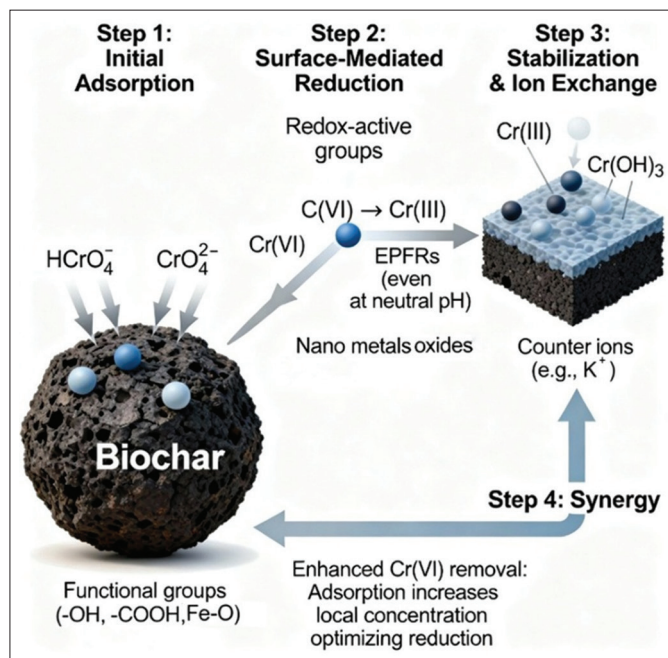 Step 1:
Initial
Adsorption
Step 2:
Surface-Mediated
Reduction
Step 3:
Stabilization
& Ion Exchange
Redox-active
groups
C(VI) → Cr(III)
Cr(VI)
EPFRs
(even
at neutral pH)
Nano metals oxides
HCrO₄⁻
CrO₄²⁻
Biochar
Functional groups
(-OH, -COOH,Fe-O)
Cr(III)
Cr(OH)₃
Counter ions
(e.g., K⁺)
Step 4: Synergy
Enhanced Cr(VI) removal:
Adsorption increases
local concentration
optimizing reduction